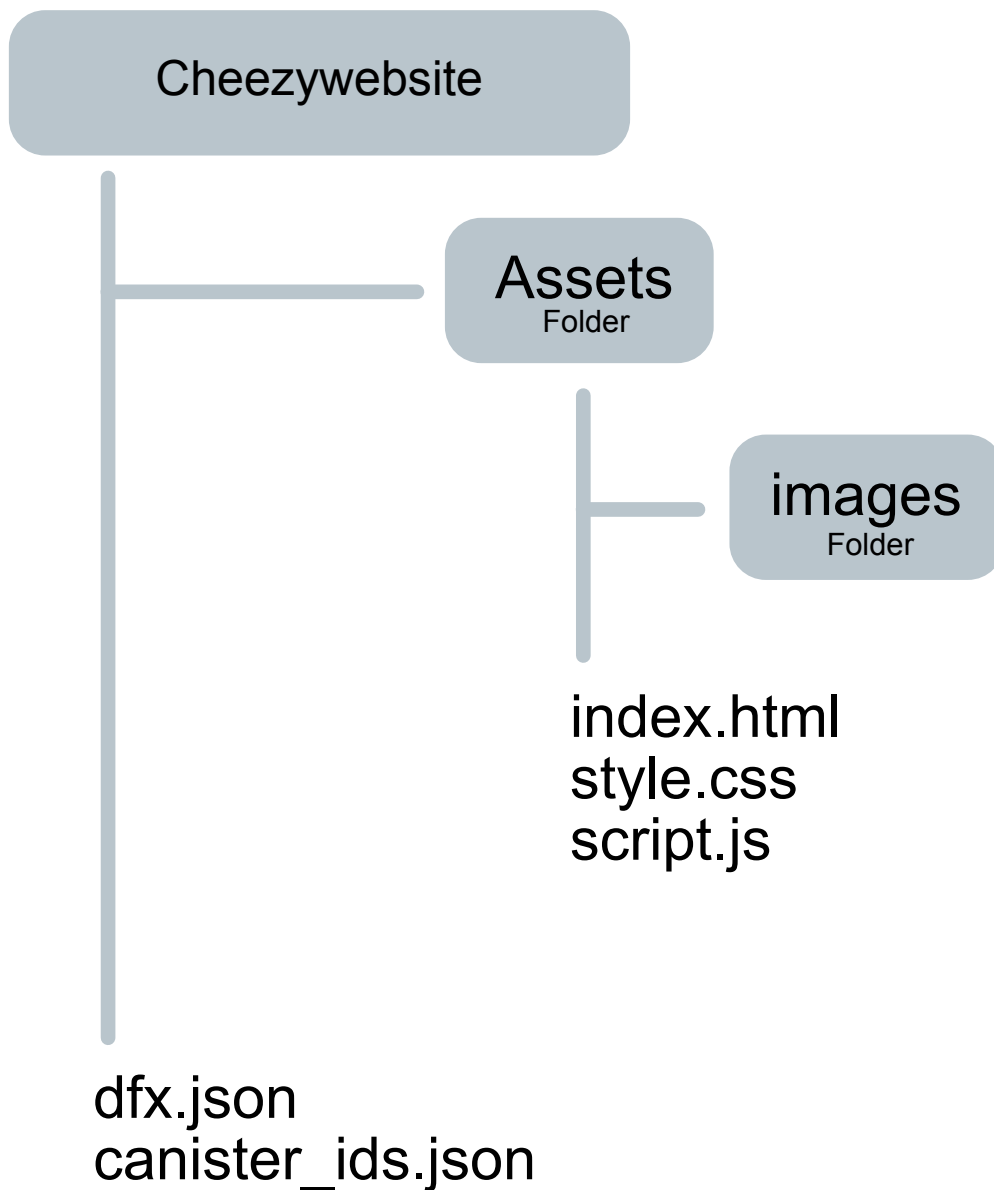 Cheezywebsite
Assets
Folder
images
Folder
index.html
style.css
script.js
dfx.json
canister_ids.json